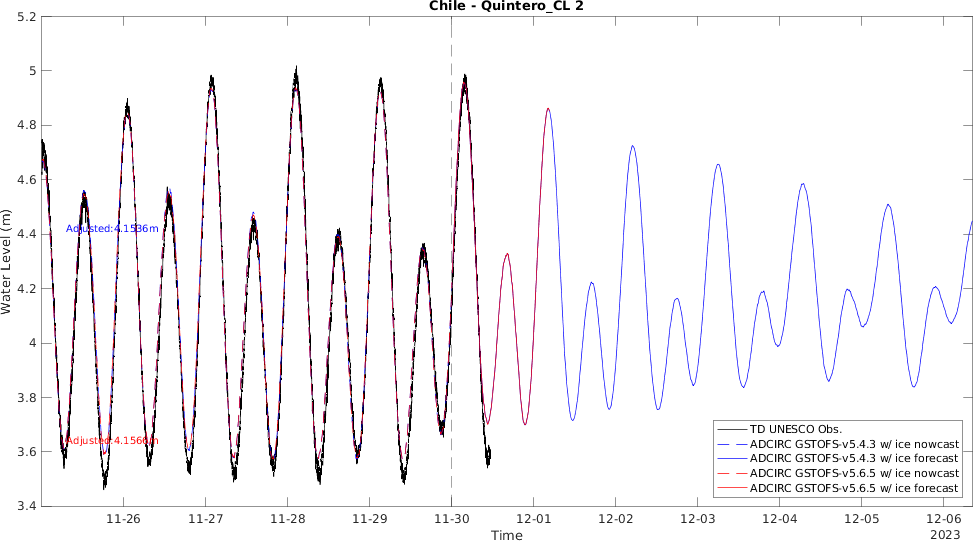 Chile - Quintero_CL 2
5.2
5
4.8
4.6
4.4
4.2
4
3.8
3.6
3.4
Water Level (m)
Adjusted:4.1536m
Adjusted:4.1566m
TD UNESCO Obs.
ADCIRC GSTOFS-v5.4.3 w/ ice nowcast
ADCIRC GSTOFS-v5.4.3 w/ ice forecast
ADCIRC GSTOFS-v5.6.5 w/ ice nowcast
ADCIRC GSTOFS-v5.6.5 w/ ice forecast
11-26 11-27 11-28 11-29 11-30 12-01 12-02 12-03 12-04 12-05 12-06
Time
2023